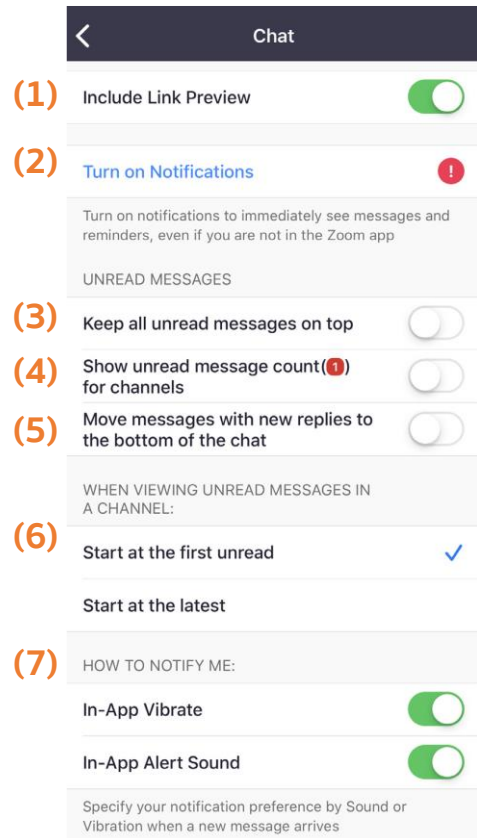 Chat
(1) Include Link Preview
(2) Turn on Notifications !
Turn on notifications to immediately see messages and
reminders, even if you are not in the Zoom app
UNREAD MESSAGES
(3) Keep all unread messages on top
(4) Show unread message count(1)
for channels
(5) Move messages with new replies to
the bottom of the chat
WHEN VIEWING UNREAD MESSAGES IN
A CHANNEL:
(6) Start at the first unread
Start at the latest
(7) HOW TO NOTIFY ME:
In-App Vibrate
In-App Alert Sound
Specify your notification preference by Sound or
Vibration when a new message arrives